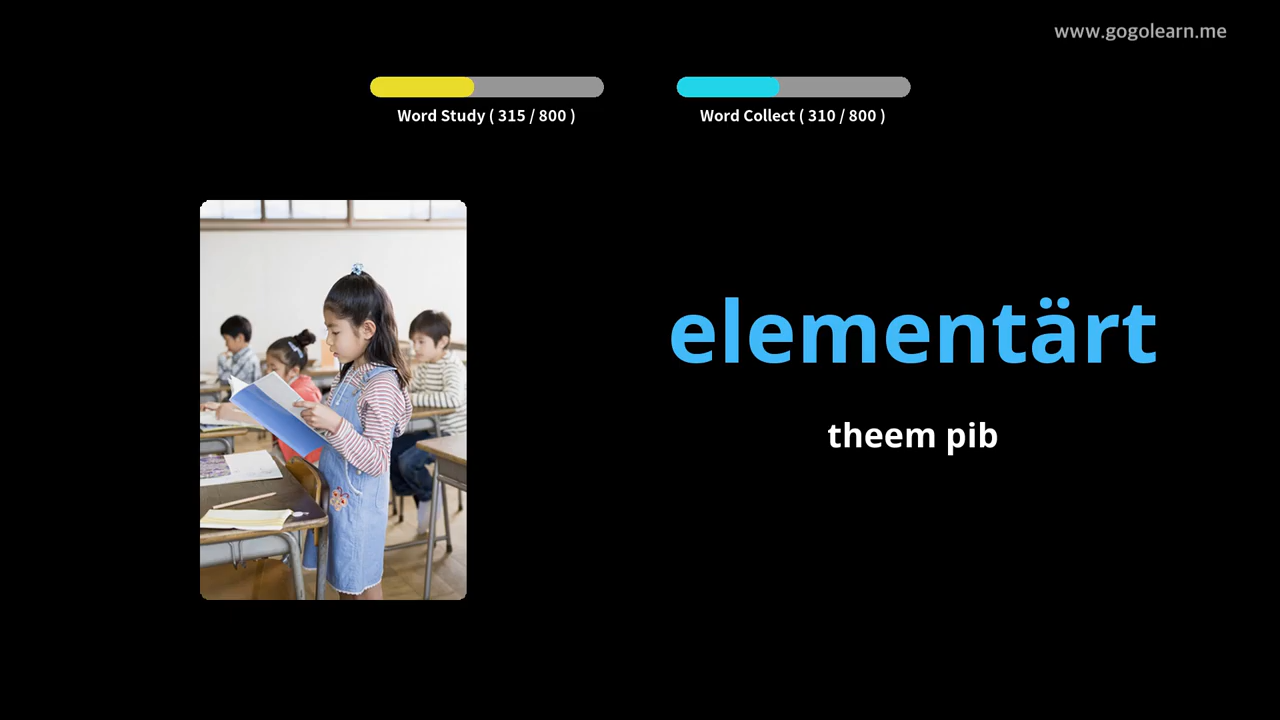 www.gogolearn.me
Word Study ( 315 / 800 )
Word Collect ( 310 / 800 )
elementärt
theem pib